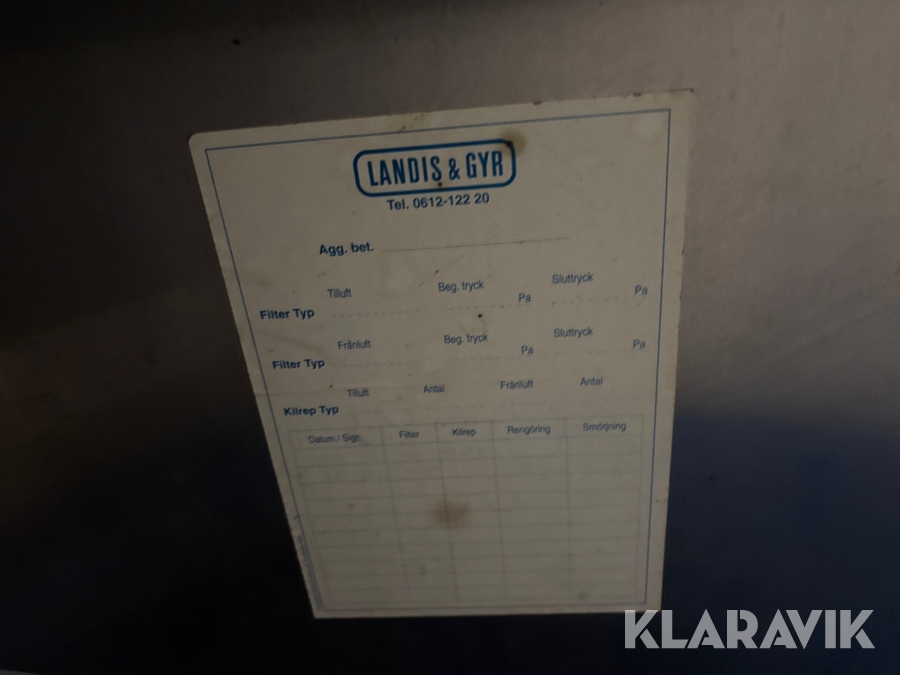 LANDIS & GYR
Tel. 0612-122 20
Agg. bet.
Tilluft Beg. tryck Sluttryck
Filter Typ Pa Pa
Frånluft Beg. tryck Sluttryck
Filter Typ Pa Pa
Tilluft Antal Frånluft Antal
Kilrep Typ
Datum / Sign Filter Kilrep Rengöring Smörjning
KLARAVIK